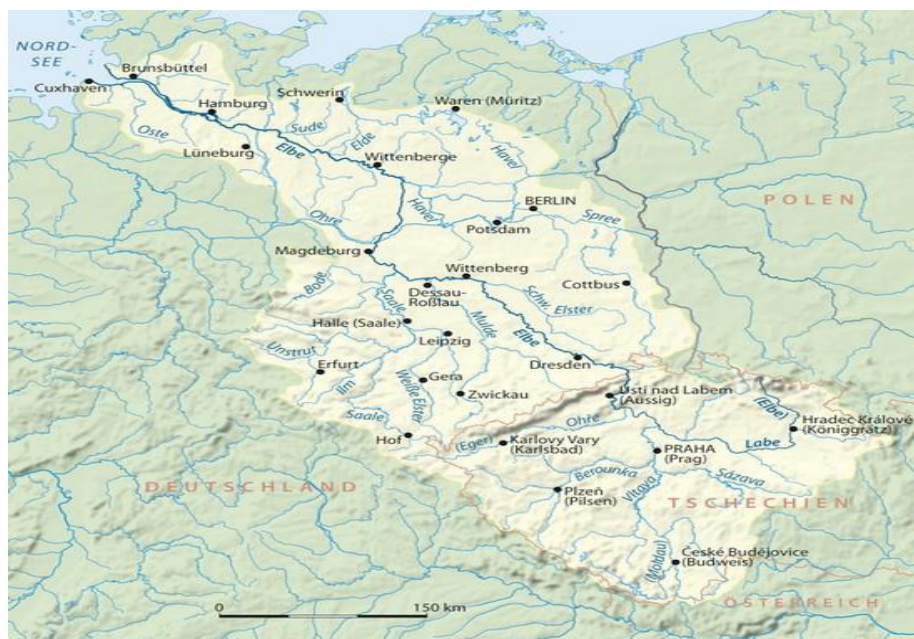 NORD-
SEE
Brunsbüttel
Cuxhaven
Schwerin
Waren (Müritz)
Hamburg
Sude
Elde
Oste
Lüneburg
Elbe
Wittenberge
Havel
BERLIN
POLEN
Havel
Ohre
Potsdam
Spree
Magdeburg
Wittenberg
Bode
Dessau-
Roßlau
Cottbus
Saale
Schw.
Elster
Mulde
Halle (Saale)
Elbe
Leipzig
Unstrut
Erfurt
Dresden
Gera
Ilm
Weiße Elster
Zwickau
Ústí nad Labem
(Aussig)
(Elbe)
Saale
Ohre
Hradec Králové
(Königgrätz)
Hof
(Eger)
Karlovy Vary
(Karlsbad)
Labe
PRAHA
(Prag)
Berounka
Sázava
DEUTSCHLAND
Plzeň
(Pilsen)
Vltava
TSCHECHIEN
(Moldau)
České Budějovice
(Budweis)
ÖSTERREICH
0 150 km